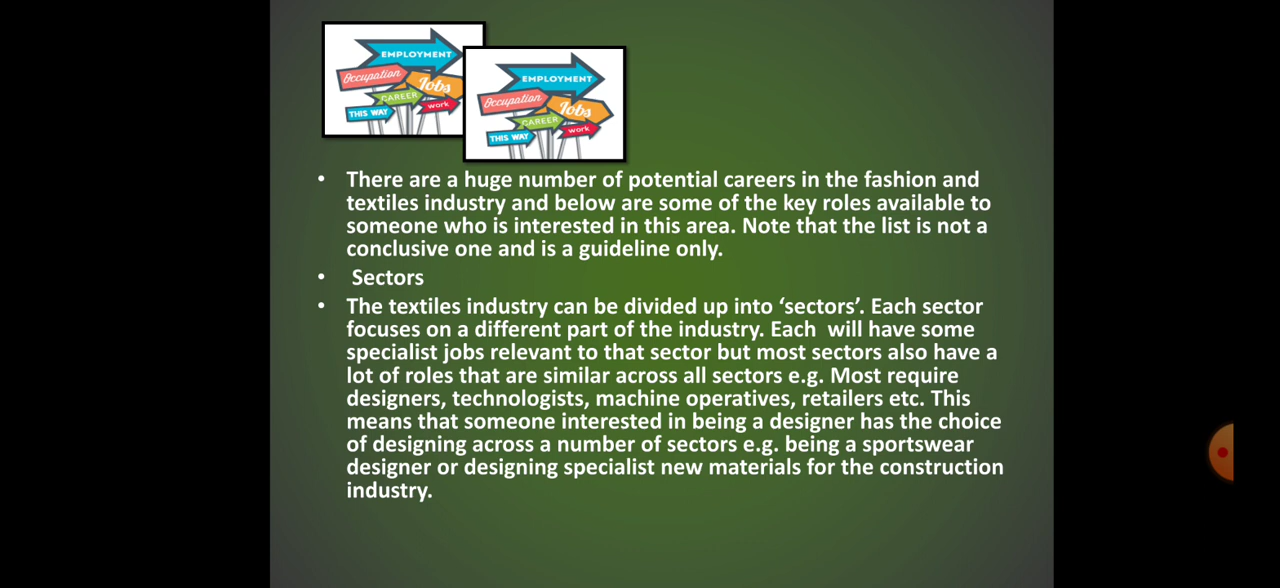 EMPLOYMENT
Occupation
Jobs
CAREER
THIS WAY
work
EMPLOYMENT
Occupation
Jobs
CAREER
THIS WAY
work
• There are a huge number of potential careers in the fashion and
textiles industry and below are some of the key roles available to
someone who is interested in this area. Note that the list is not a
conclusive one and is a guideline only.
• Sectors
• The textiles industry can be divided up into ‘sectors’. Each sector
focuses on a different part of the industry. Each  will have some
specialist jobs relevant to that sector but most sectors also have a
lot of roles that are similar across all sectors e.g. Most require
designers, technologists, machine operatives, retailers etc. This
means that someone interested in being a designer has the choice
of designing across a number of sectors e.g. being a sportswear
designer or designing specialist new materials for the construction
industry.